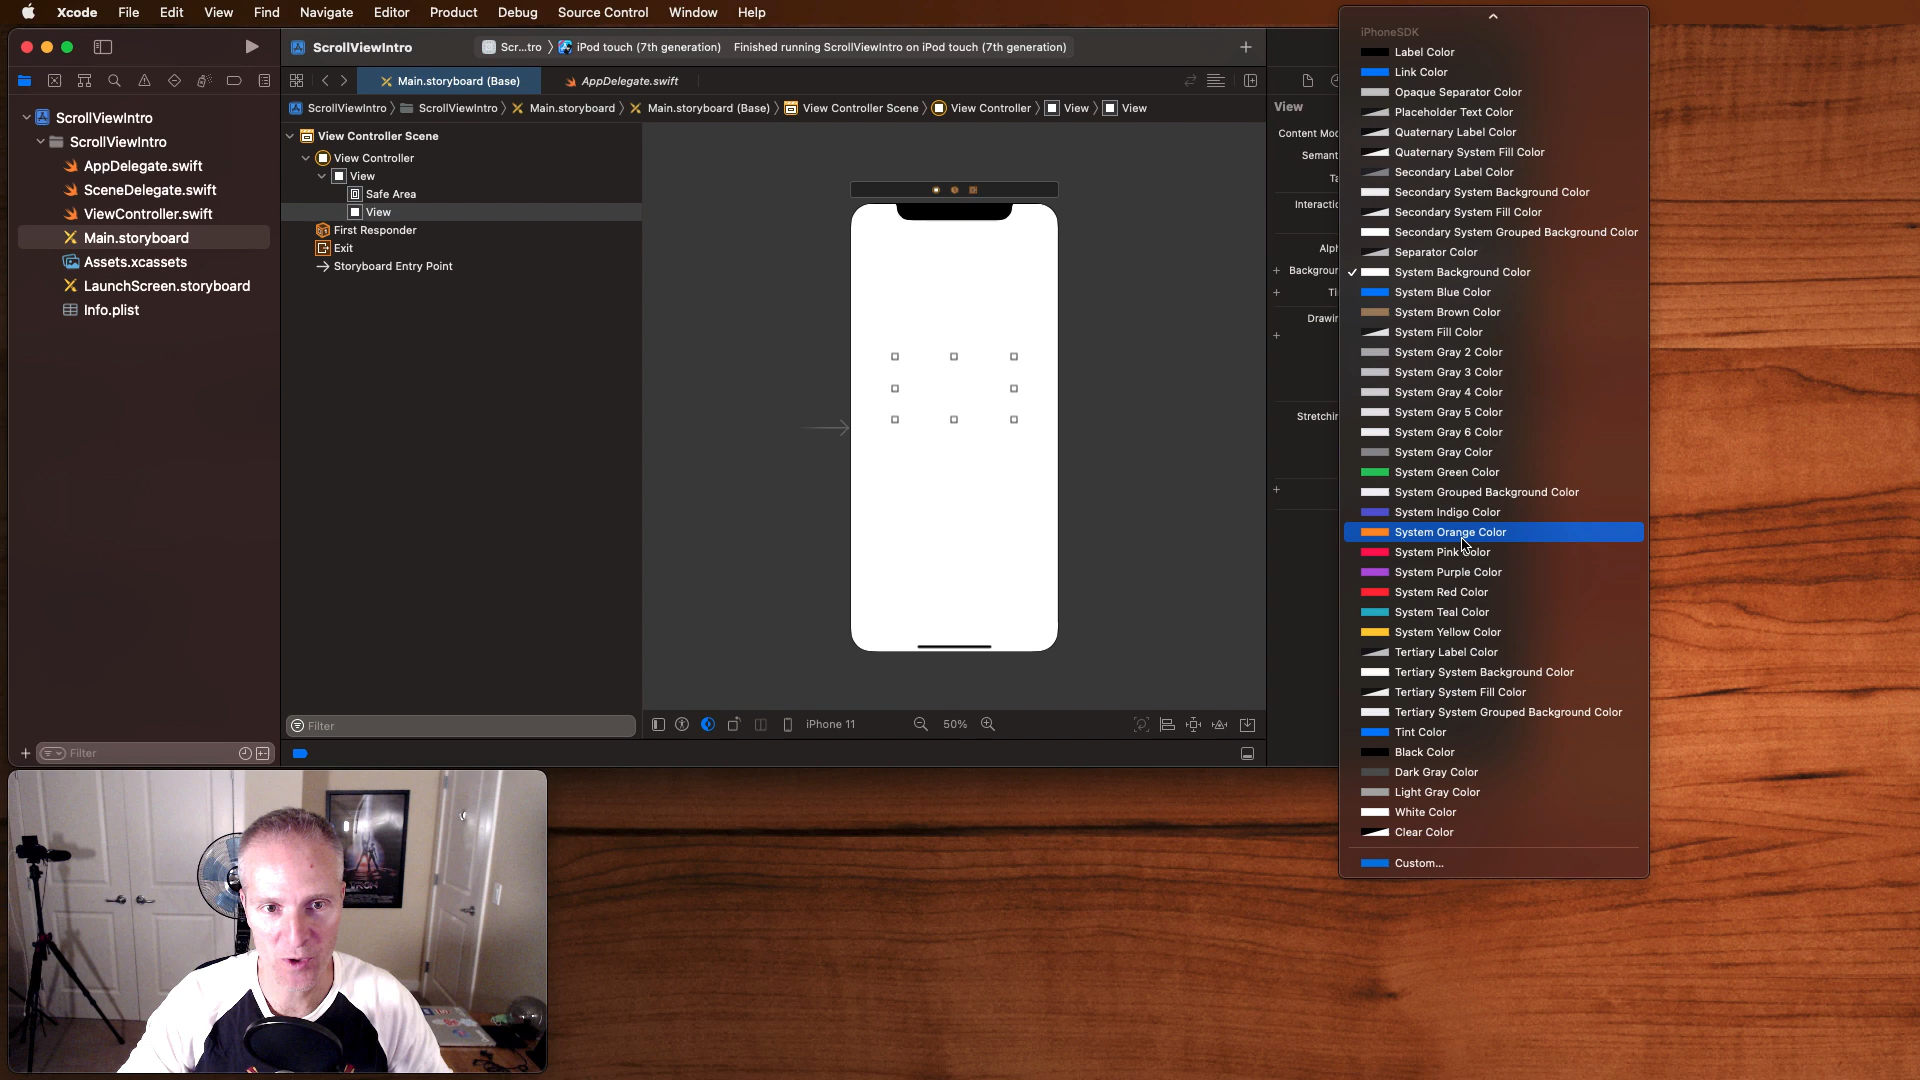 Xcode File Edit View Find Navigate Editor Product Debug Source Control Window Help
ScrollViewIntro
Scr...tro
iPod touch (7th generation)
Finished running ScrollViewIntro on iPod touch (7th generation)
Main.storyboard (Base)
AppDelegate.swift
ScrollViewIntro
ScrollViewIntro
Main.storyboard
Main.storyboard (Base)
View Controller Scene
View Controller
View
View
ScrollViewIntro
ScrollViewIntro
AppDelegate.swift
SceneDelegate.swift
ViewController.swift
Main.storyboard
Assets.xcassets
LaunchScreen.storyboard
Info.plist
Filter
View Controller Scene
View Controller
View
Safe Area
View
First Responder
Exit
Storyboard Entry Point
Filter
iPhone 11
50%
View
Content Mod
Semant
Ta
Interactio
Alph
Backgroun
Ti
Drawin
Stretchin
iPhoneSDK
Label Color
Link Color
Opaque Separator Color
Placeholder Text Color
Quaternary Label Color
Quaternary System Fill Color
Secondary Label Color
Secondary System Background Color
Secondary System Fill Color
Secondary System Grouped Background Color
Separator Color
System Background Color
System Blue Color
System Brown Color
System Fill Color
System Gray 2 Color
System Gray 3 Color
System Gray 4 Color
System Gray 5 Color
System Gray 6 Color
System Gray Color
System Green Color
System Grouped Background Color
System Indigo Color
System Orange Color
System Pink Color
System Purple Color
System Red Color
System Teal Color
System Yellow Color
Tertiary Label Color
Tertiary System Background Color
Tertiary System Fill Color
Tertiary System Grouped Background Color
Tint Color
Black Color
Dark Gray Color
Light Gray Color
White Color
Clear Color
Custom...
TRON